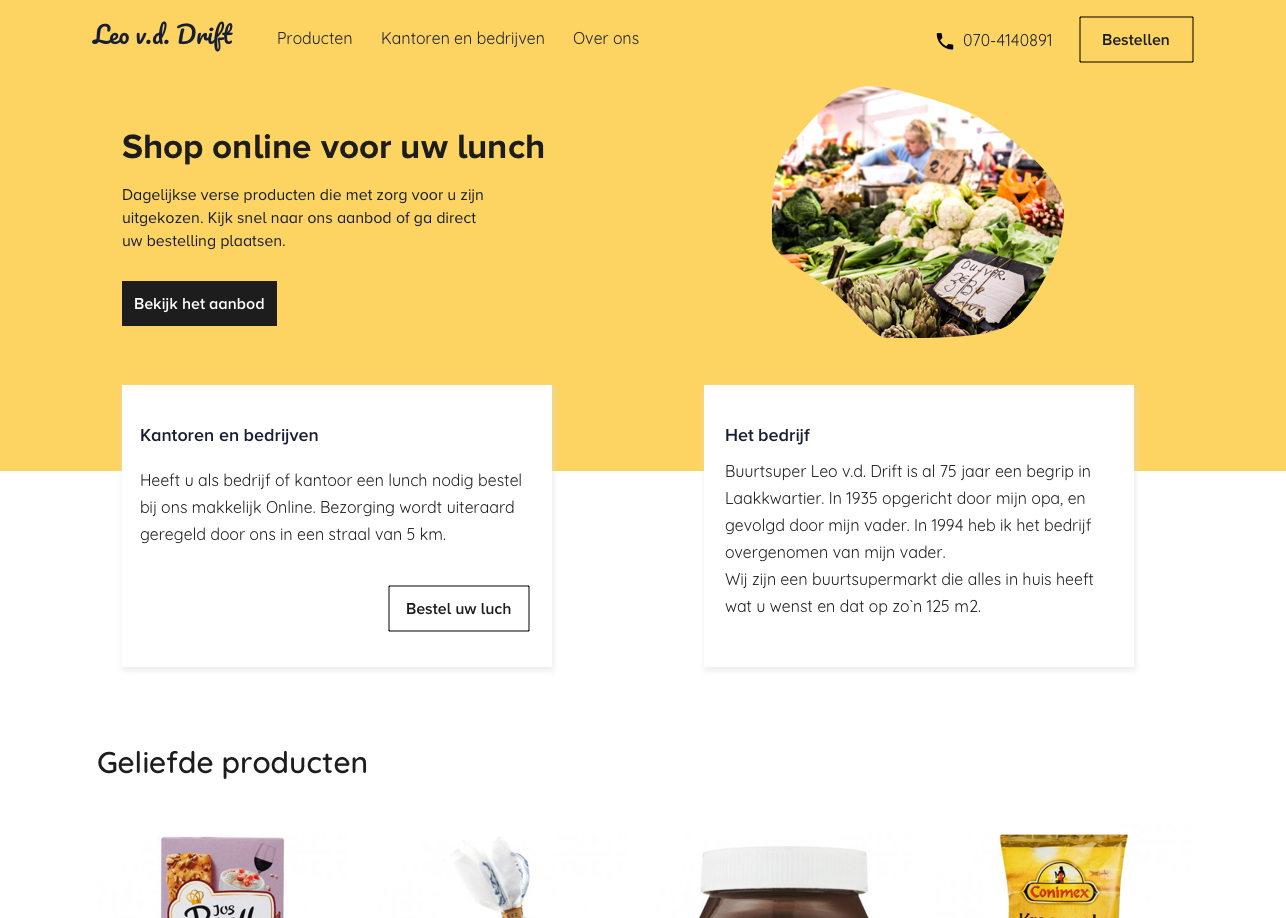 Leo v.d. Drift
Producten
Kantoren en bedrijven
Over ons
070-4140891
Bestellen
Shop online voor uw lunch
Dagelijkse verse producten die met zorg voor u zijn
uitgekozen. Kijk snel naar ons aanbod of ga direct
uw bestelling plaatsen.
Bekijk het aanbod
Kantoren en bedrijven
Heeft u als bedrijf of kantoor een lunch nodig bestel
bij ons makkelijk Online. Bezorging wordt uiteraard
geregeld door ons in een straal van 5 km.
Bestel uw luch
Het bedrijf
Buurtsuper Leo v.d. Drift is al 75 jaar een begrip in
Laakkwartier. In 1935 opgericht door mijn opa, en
gevolgd door mijn vader. In 1994 heb ik het bedrijf
overgenomen van mijn vader.
Wij zijn een buurtsupermarkt die alles in huis heeft
wat u wenst en dat op zo`n 125 m2.
Geliefde producten
JOS
Conimex